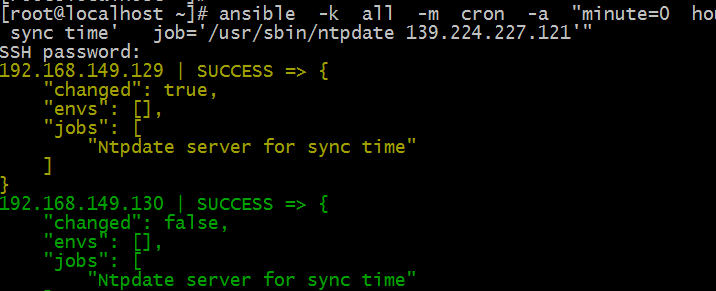 [root@localhost ~]# ansible  -k  all  -m  cron  -a  "minute=0  hou
 sync time'   job='/usr/sbin/ntpdate 139.224.227.121'"
SSH password:
192.168.149.129 | SUCCESS => {
    "changed": true,
    "envs": [],
    "jobs": [
        "Ntpdate server for sync time"
    ]
}
192.168.149.130 | SUCCESS => {
    "changed": false,
    "envs": [],
    "jobs": [
        "Ntpdate server for sync time"